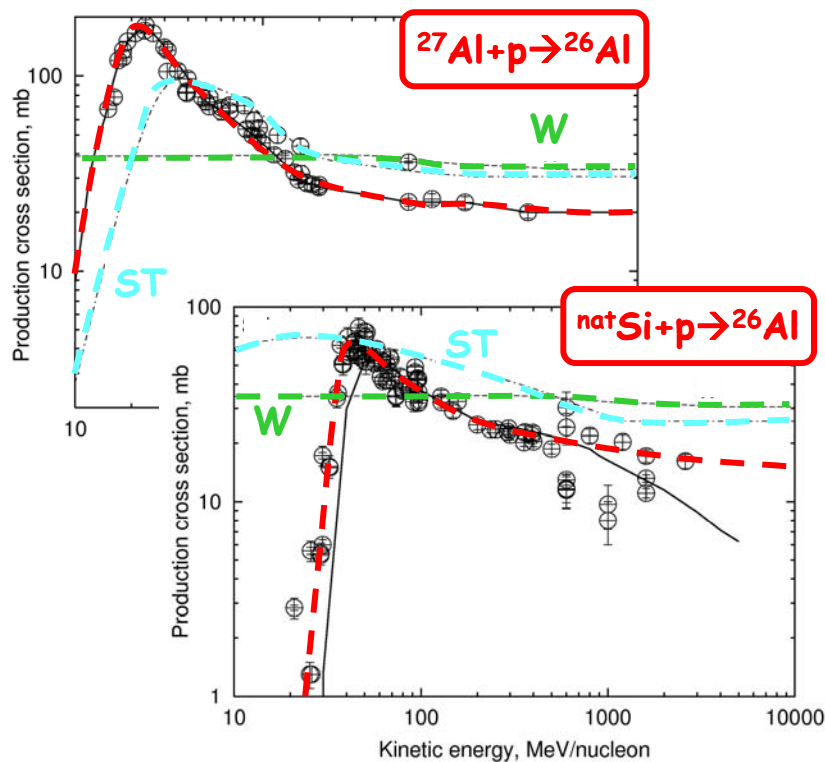 ²⁷Al+p→²⁶Al
Production cross section, mb
100
10
10
W
ST
ⁿᵃᵗSi+p→²⁶Al
Production cross section, mb
100
10
1
ST
W
10
100
1000
10000
Kinetic energy, MeV/nucleon